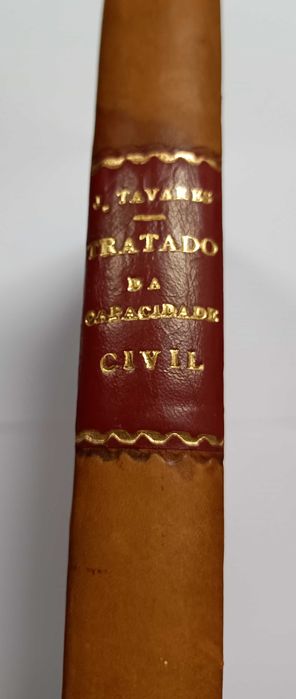 J. TAVARES
TRATADO
DA
CAPACIDADE
CIVIL